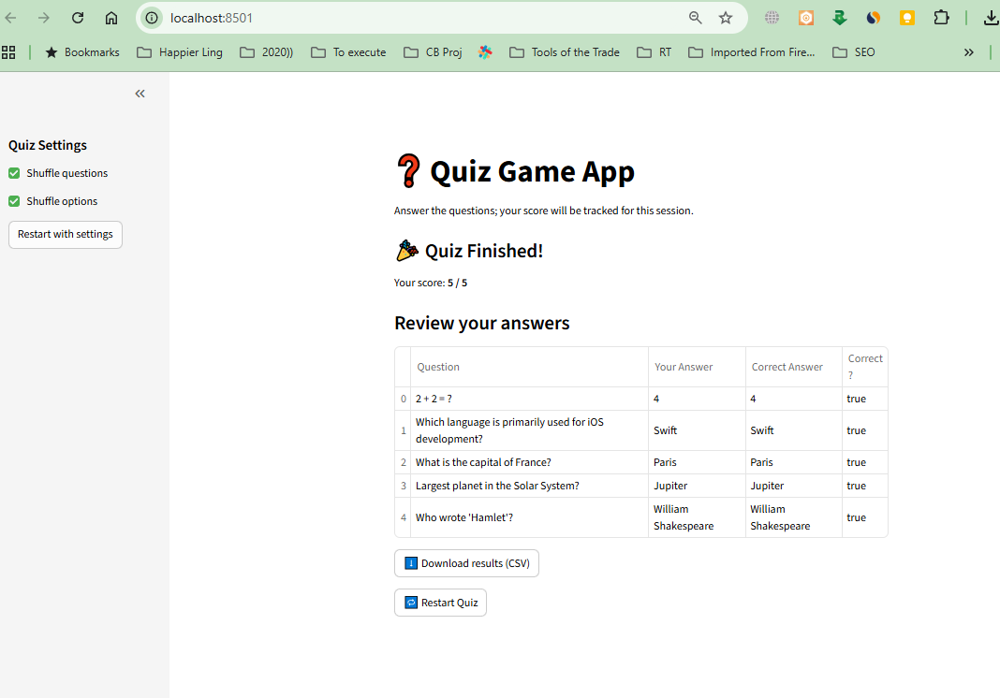 localhost:8501
Bookmarks Happier Ling 2020)) To execute CB Proj Tools of the Trade RT Imported From Fire... SEO
Quiz Settings
Shuffle questions
Shuffle options
Restart with settings
❓ Quiz Game App
Answer the questions; your score will be tracked for this session.
🎉 Quiz Finished!
Your score: 5 / 5
Review your answers
Question Your Answer Correct Answer Correct
?
0 2 + 2 = ? 4 4 true
1 Which language is primarily used for iOS
development? Swift Swift true
2 What is the capital of France? Paris Paris true
3 Largest planet in the Solar System? Jupiter Jupiter true
4 Who wrote 'Hamlet'? William
Shakespeare William
Shakespeare true
Download results (CSV)
Restart Quiz